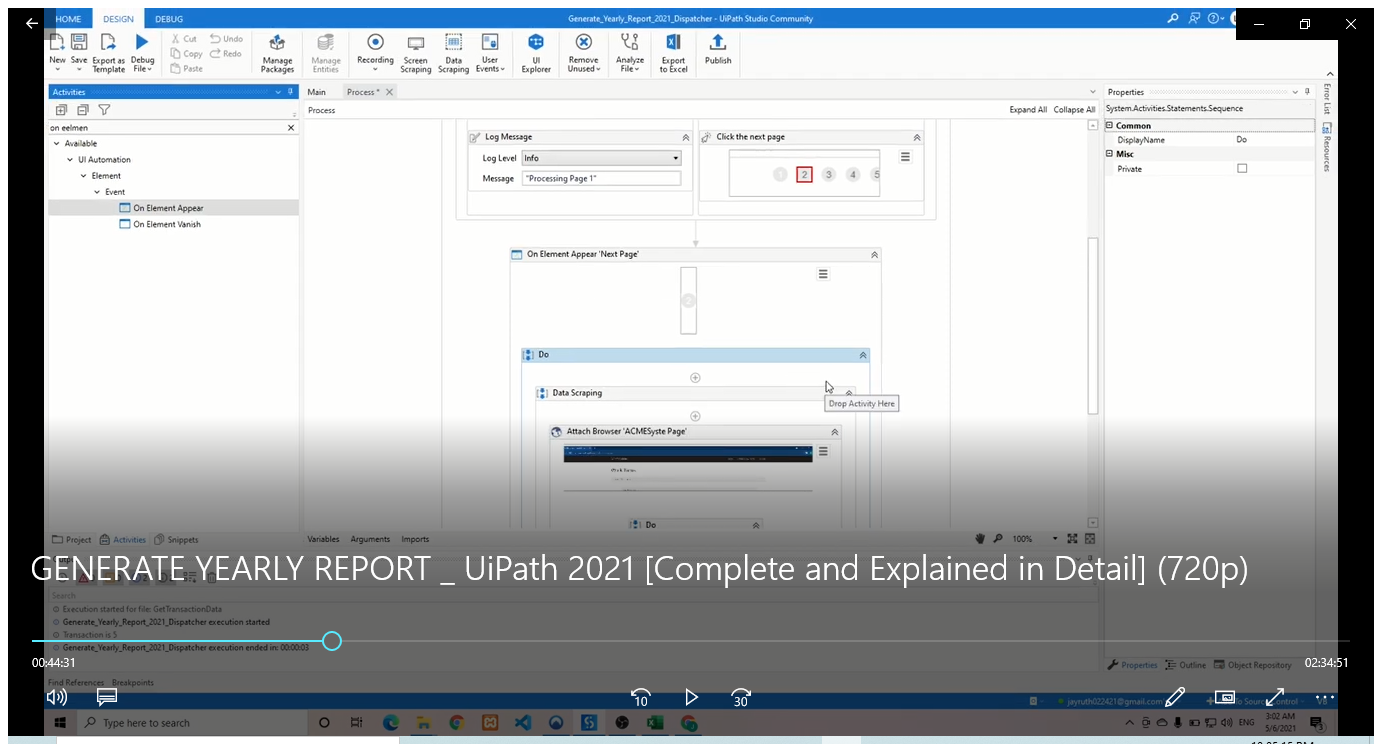 HOME DESIGN DEBUG
Generate_Yearly_Report_2021_Dispatcher - UiPath Studio Community
New Save Export as Template Debug File
Cut Copy Paste Undo Redo
Manage Packages Manage Entities Recording Screen Scraping Data Scraping User Events UI Explorer Remove Unused Analyze File Export to Excel Publish
Activities
Main Process *
Properties
Error List
Resources
on eelmen
Process
Expand All Collapse All
System.Activities.Statements.Sequence
Available
UI Automation
Element
Event
On Element Appear
On Element Vanish
Common
DisplayName Do
Misc
Private
Log Message
Log Level Info
Message "Processing Page 1"
Click the next page
1 2 3 4 5
On Element Appear 'Next Page'
2
Do
Data Scraping
Drop Activity Here
Attach Browser 'ACMESyste Page'
Do
Project Activities Snippets
Variables Arguments Imports
100%
GENERATE YEARLY REPORT _ UiPath 2021 [Complete and Explained in Detail] (720p)
Search
Execution started for file: GetTransactionData
Generate_Yearly_Report_2021_Dispatcher execution started
Transaction is 5
Generate_Yearly_Report_2021_Dispatcher execution ended in: 00:00:03
00:44:31
02:34:51
Properties Outline Object Repository
Find References Breakpoints
10 30
jayruth022421@gmail.com
Type here to search
ENG
3:02 AM
5/6/2021